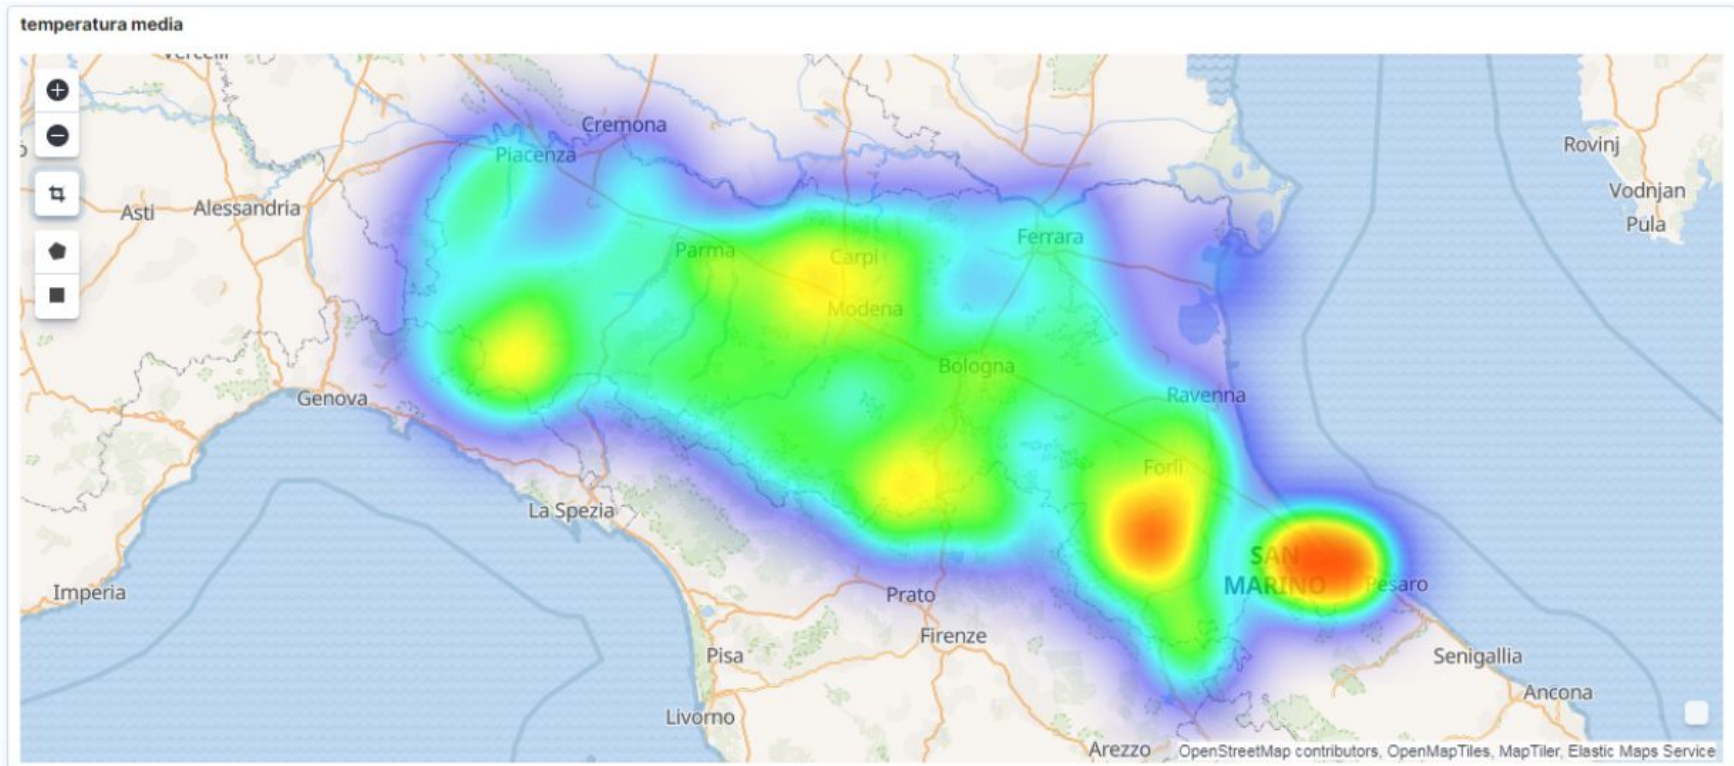 temperatura media
Vercelli
Cremona
Piacenza
Rovinj
Asti
Alessandria
Vodnjan
Pula
Parma
Carpi
Ferrara
Modena
Bologna
Genova
Ravenna
Forlì
La Spezia
SAN
MARINO
Pesaro
Imperia
Prato
Firenze
Pisa
Senigallia
Ancona
Livorno
Arezzo
OpenStreetMap contributors, OpenMapTiles, MapTiler, Elastic Maps Service